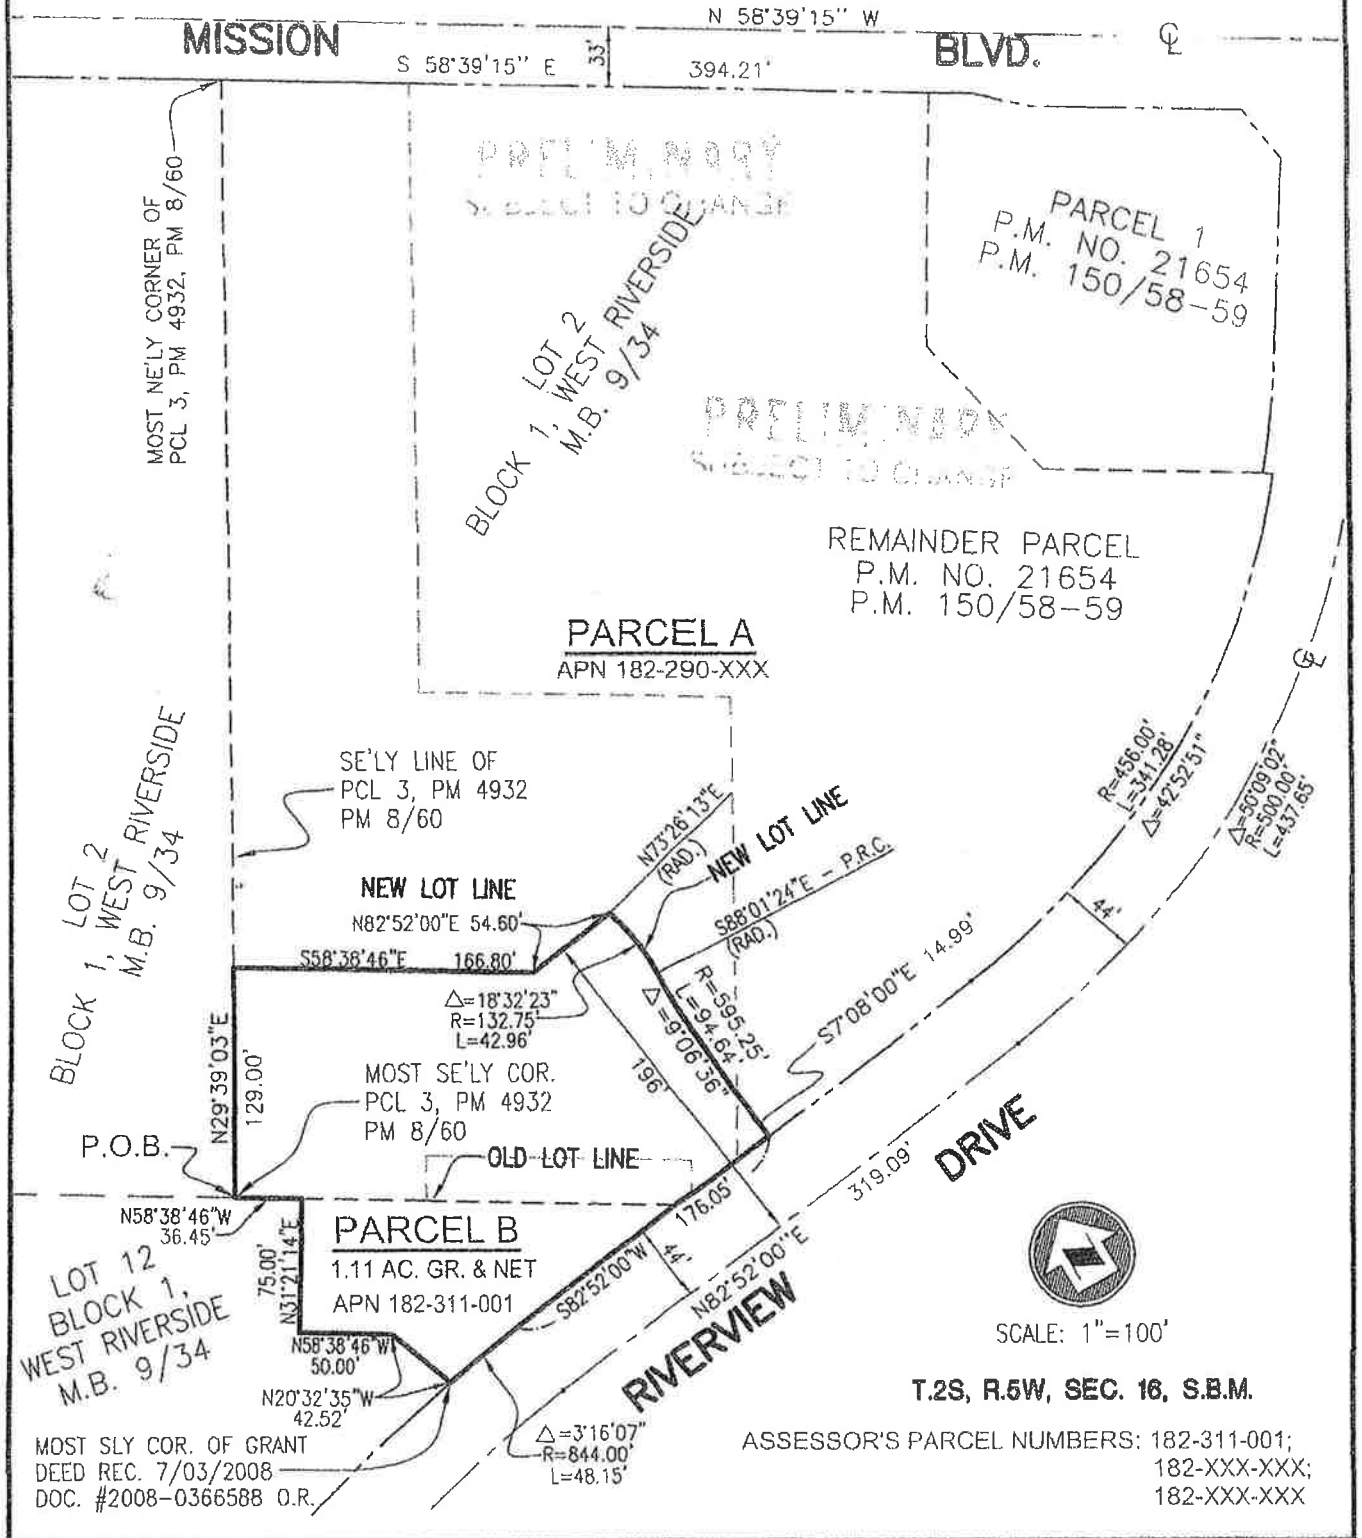 N 58°39'15" W
MISSION
BLVD.
S 58°39'15" E
33'
394.21'
MOST NE'LY CORNER OF
PCL 3, PM 4932, PM 8/60
PRELIMINARY
SUBJECT TO CHANGE
PARCEL 1
P.M. NO. 21654
P.M. 150/58-59
LOT 2
BLOCK 1, WEST RIVERSIDE
M.B. 9/34
PRELIMINARY
SUBJECT TO CHANGE
REMAINDER PARCEL
P.M. NO. 21654
P.M. 150/58-59
PARCEL A
APN 182-290-XXX
LOT 2
BLOCK 1, WEST RIVERSIDE
M.B. 9/34
SE'LY LINE OF
PCL 3, PM 4932
PM 8/60
R=456.00'
L=341.28'
Δ=42°52'51"
Δ=50°09'02"
R=500.00'
L=437.65'
N73°26'13"E
(RAD.)
NEW LOT LINE
NEW LOT LINE
N82°52'00"E 54.60'
S88°01'24"E - P.R.C.
(RAD.)
44'
S58°38'46"E 166.80'
Δ=18°32'23"
R=132.75'
L=42.96'
R=595.25'
L=94.64'
Δ=9°06'36"
S7°08'00"E 14.99'
196'
N29°39'03"E
129.00'
MOST SE'LY COR.
PCL 3, PM 4932
PM 8/60
P.O.B.
OLD LOT LINE
319.09'
DRIVE
176.05'
N58°38'46"W
36.45'
PARCEL B
1.11 AC. GR. & NET
APN 182-311-001
75.00'
N31°21'14"E
S82°52'00"W
44'
N82°52'00"E
RIVERVIEW
LOT 12
BLOCK 1,
WEST RIVERSIDE
M.B. 9/34
N58°38'46"W
50.00'
N20°32'35"W
42.52'
SCALE: 1"=100'
T.2S, R.5W, SEC. 16, S.B.M.
MOST SLY COR. OF GRANT
DEED REC. 7/03/2008
DOC. #2008-0366588 O.R.
Δ=3°16'07"
R=844.00'
L=48.15'
ASSESSOR'S PARCEL NUMBERS: 182-311-001;
182-XXX-XXX;
182-XXX-XXX